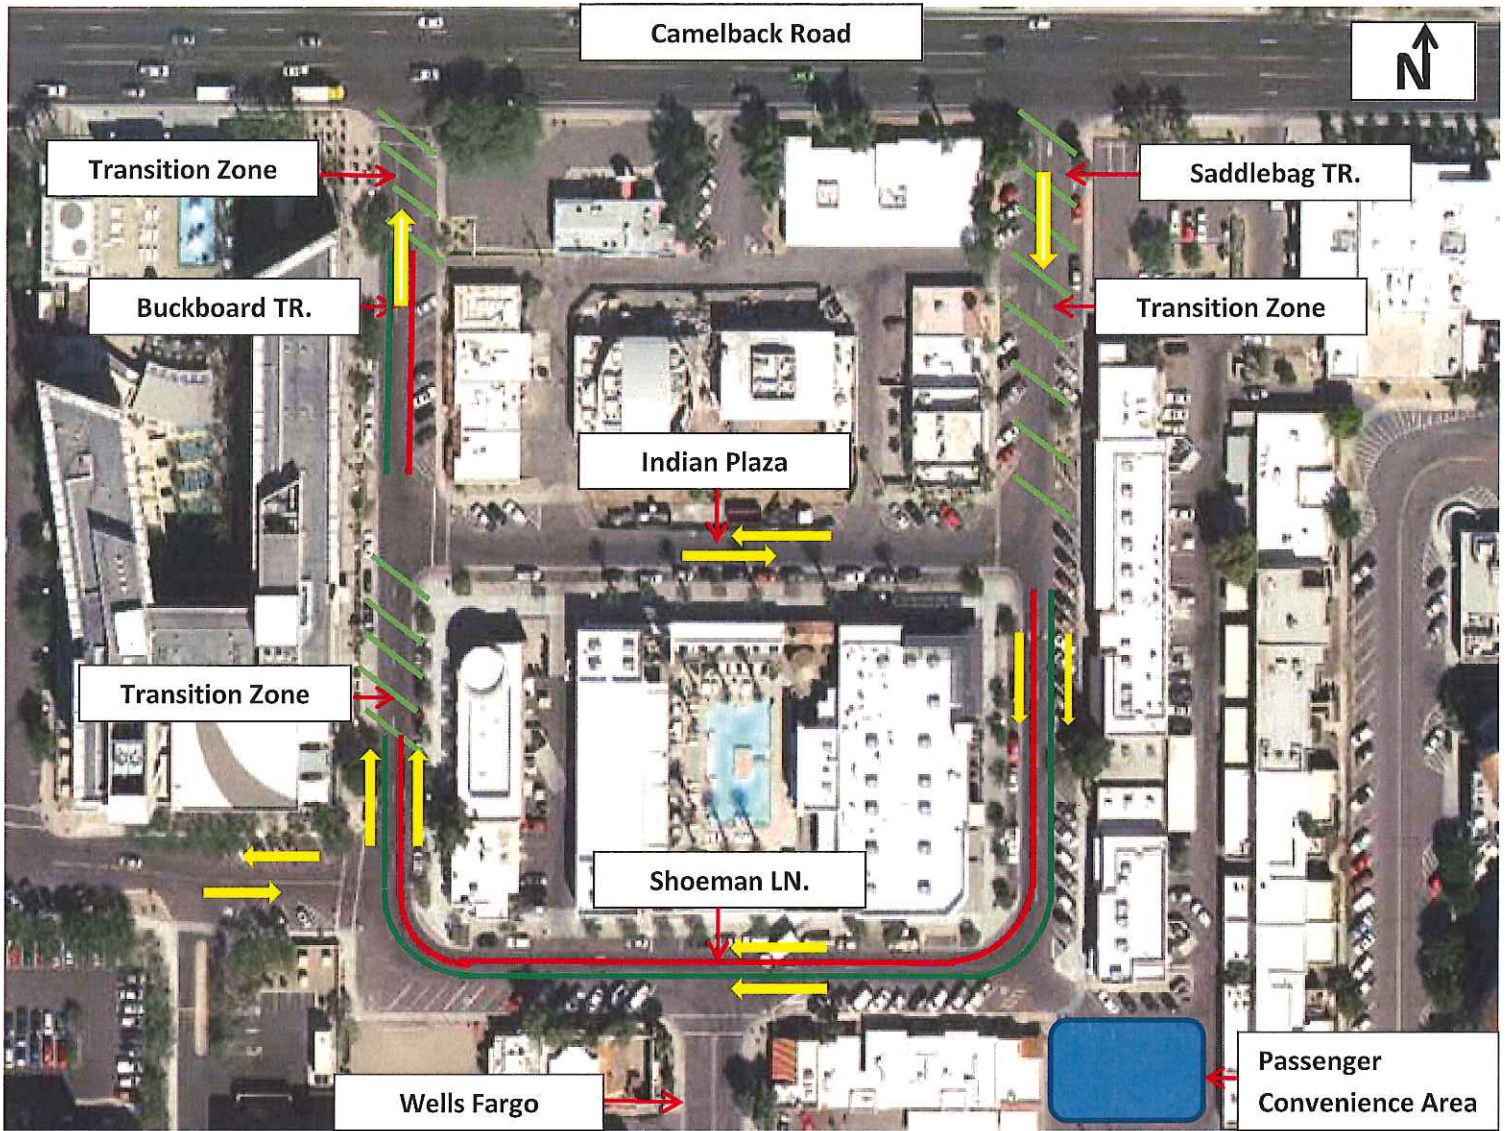 Camelback Road
N
Transition Zone
Saddlebag TR.
Buckboard TR.
Transition Zone
Indian Plaza
Transition Zone
Shoeman LN.
Wells Fargo
Passenger
Convenience Area